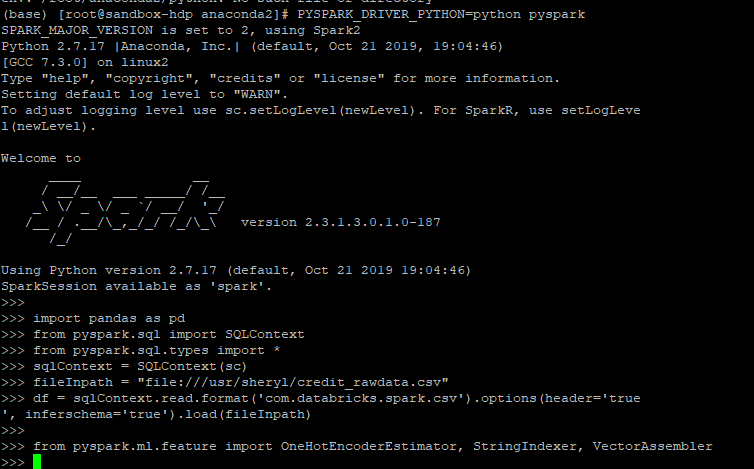 (base) [root@sandbox-hdp anaconda2]# PYSPARK_DRIVER_PYTHON=python pyspark
SPARK_MAJOR_VERSION is set to 2, using Spark2
Python 2.7.17 |Anaconda, Inc.| (default, Oct 21 2019, 19:04:46)
[GCC 7.3.0] on linux2
Type "help", "copyright", "credits" or "license" for more information.
Setting default log level to "WARN".
To adjust logging level use sc.setLogLevel(newLevel). For SparkR, use setLogLeve
l(newLevel).
Welcome to
      ____              __
     / __/__  ___ _____/ /__
    _\ \/ _ \/ _ `/ __/  '_/
   /__ / .__/\_,_/_/ /_/\_\   version 2.3.1.3.0.1.0-187
      /_/
Using Python version 2.7.17 (default, Oct 21 2019 19:04:46)
SparkSession available as 'spark'.
>>>
>>> import pandas as pd
>>> from pyspark.sql import SQLContext
>>> from pyspark.sql.types import *
>>> sqlContext = SQLContext(sc)
>>> fileInpath = "file:///usr/sheryl/credit_rawdata.csv"
>>> df = sqlContext.read.format('com.databricks.spark.csv').options(header='true
', inferschema='true').load(fileInpath)
>>>
>>> from pyspark.ml.feature import OneHotEncoderEstimator, StringIndexer, VectorAssembler
>>>